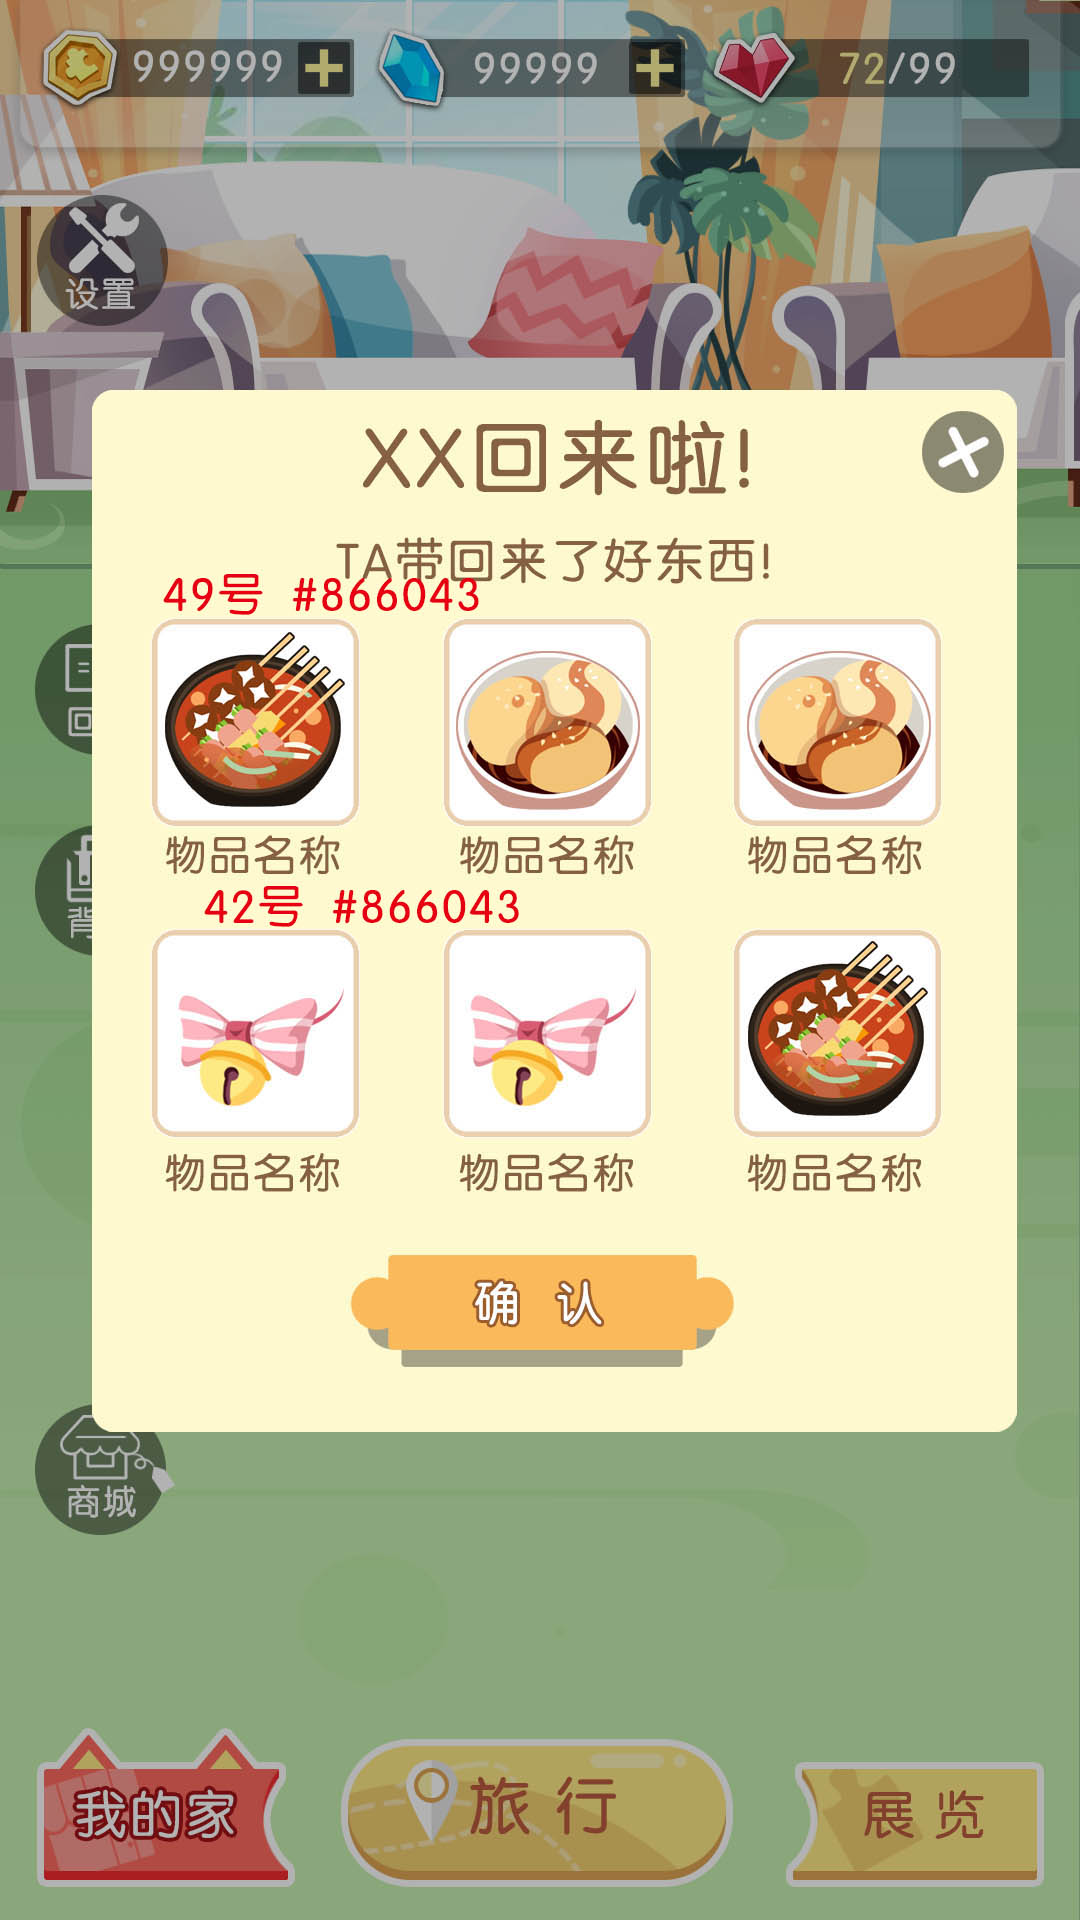 999999
99999
72/99
设置
XX回来啦!
TA带回来了好东西!
49号 #866043
回
物品名称 物品名称 物品名称
42号 #866043
背
物品名称 物品名称 物品名称
确 认
商城
我的家
旅 行
展 览